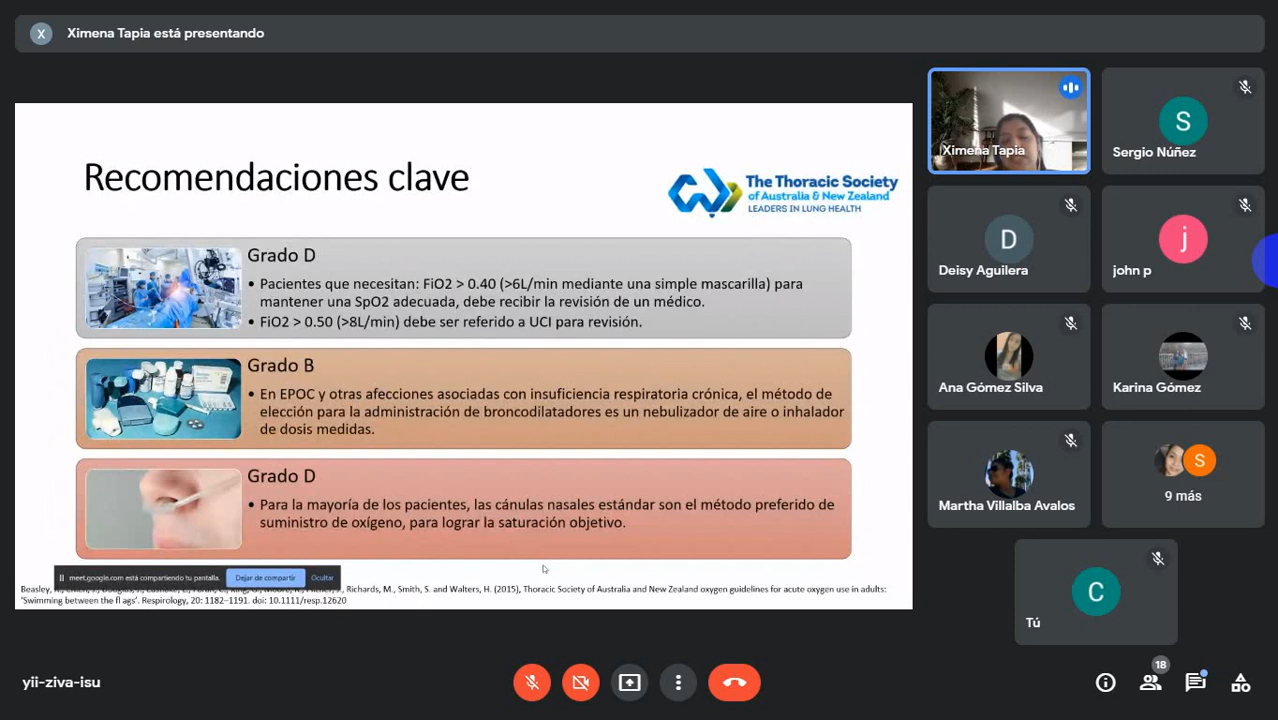 X
Ximena Tapia está presentando
Recomendaciones clave
The Thoracic Society
of Australia & New Zealand
LEADERS IN LUNG HEALTH
Grado D
• Pacientes que necesitan: FiO2 > 0.40 (>6L/min mediante una simple mascarilla) para
mantener una SpO2 adecuada, debe recibir la revisión de un médico.
• FiO2 > 0.50 (>8L/min) debe ser referido a UCI para revisión.
Grado B
• En EPOC y otras afecciones asociadas con insuficiencia respiratoria crónica, el método de
elección para la administración de broncodilatadores es un nebulizador de aire o inhalador
de dosis medidas.
Grado D
• Para la mayoría de los pacientes, las cánulas nasales estándar son el método preferido de
suministro de oxígeno, para lograr la saturación objetivo.
meet.google.com está compartiendo tu pantalla.
Dejar de compartir
Ocultar
Beasley, Richards, M., Smith, S. and Walters, H. (2015), Thoracic Society of Australia and New Zealand oxygen guidelines for acute oxygen use in adults:
'Swimming between the fl ags'. Respirology, 20: 1182–1191. doi: 10.1111/resp.12620
Ximena Tapia
S
Sergio Núñez
D
Deisy Aguilera
j
john p
Ana Gómez Silva
Karina Gómez
Martha Villalba Avalos
S
9 más
C
Tú
yii-ziva-isu
18